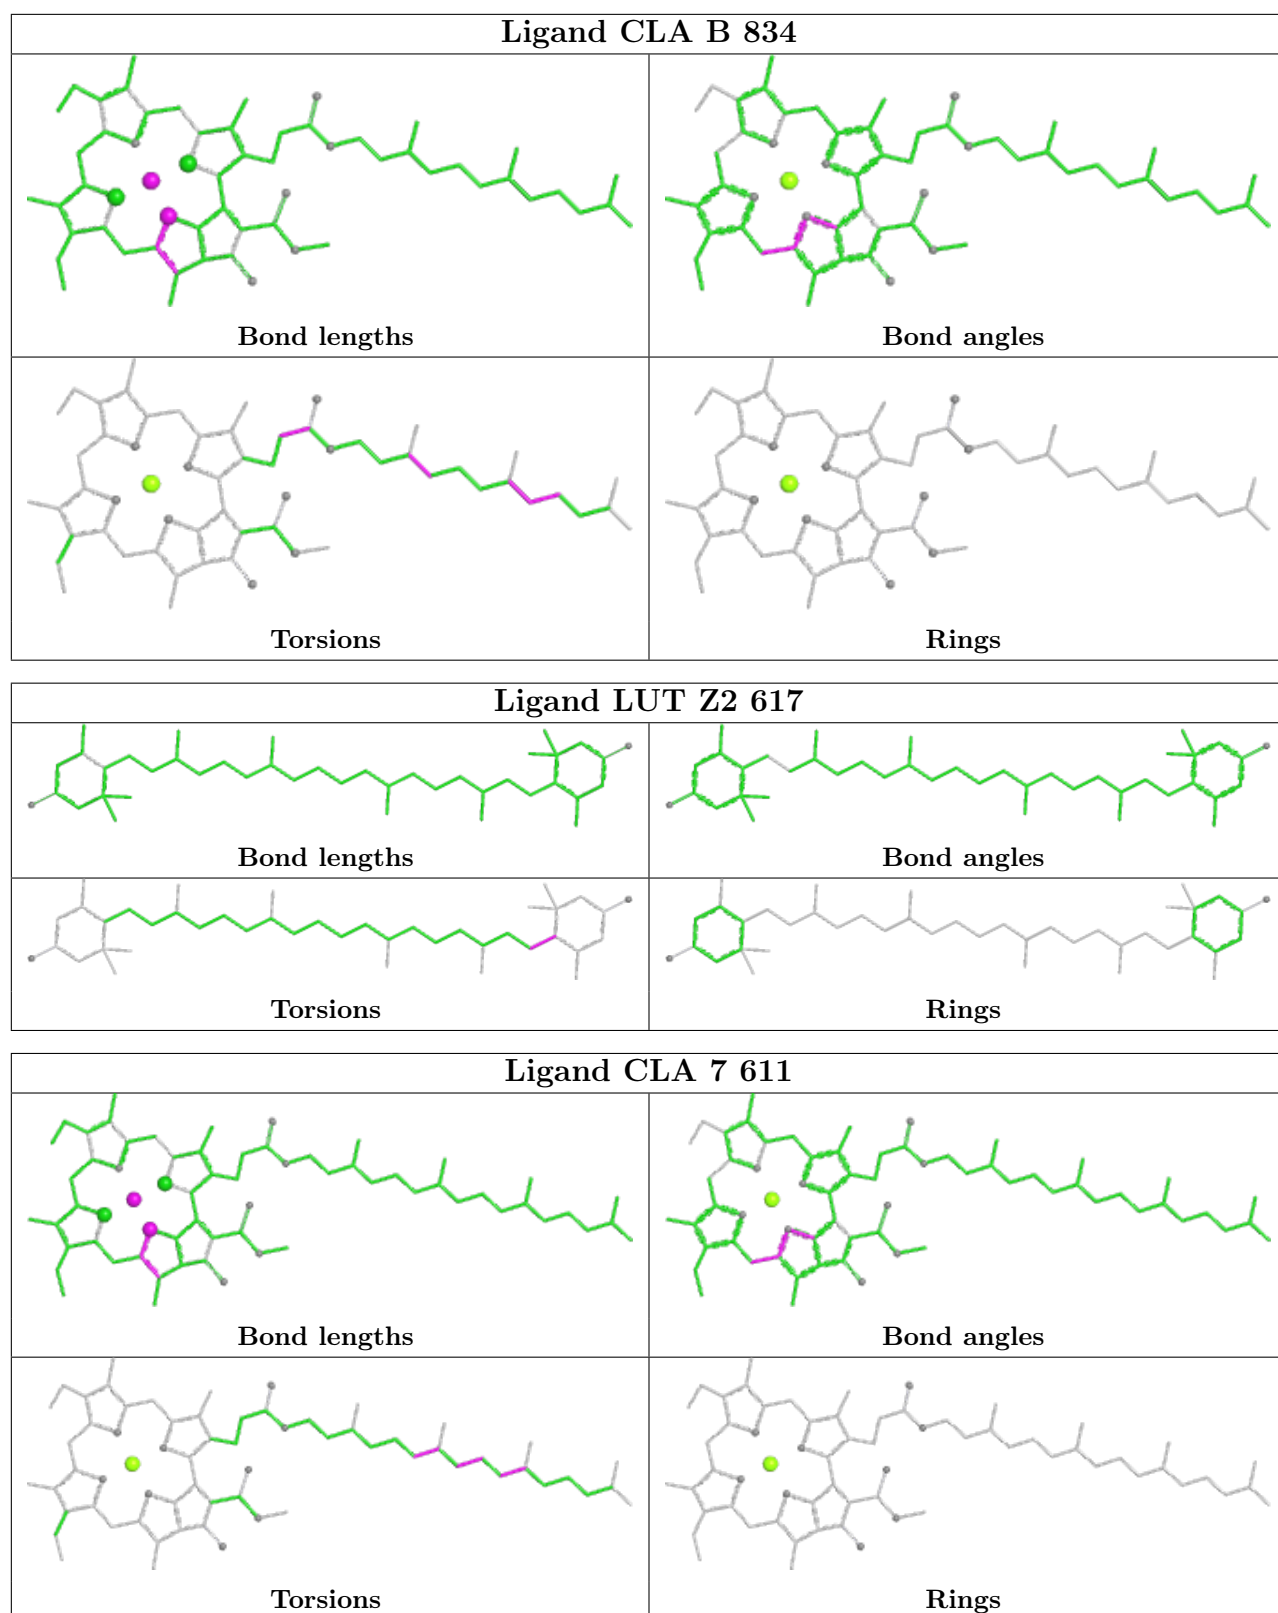 Ligand CLA B 834
Bond lengths
Bond angles
Torsions
Rings
Ligand LUT Z2 617
Bond lengths
Bond angles
Torsions
Rings
Ligand CLA 7 611
Bond lengths
Bond angles
Torsions
Rings